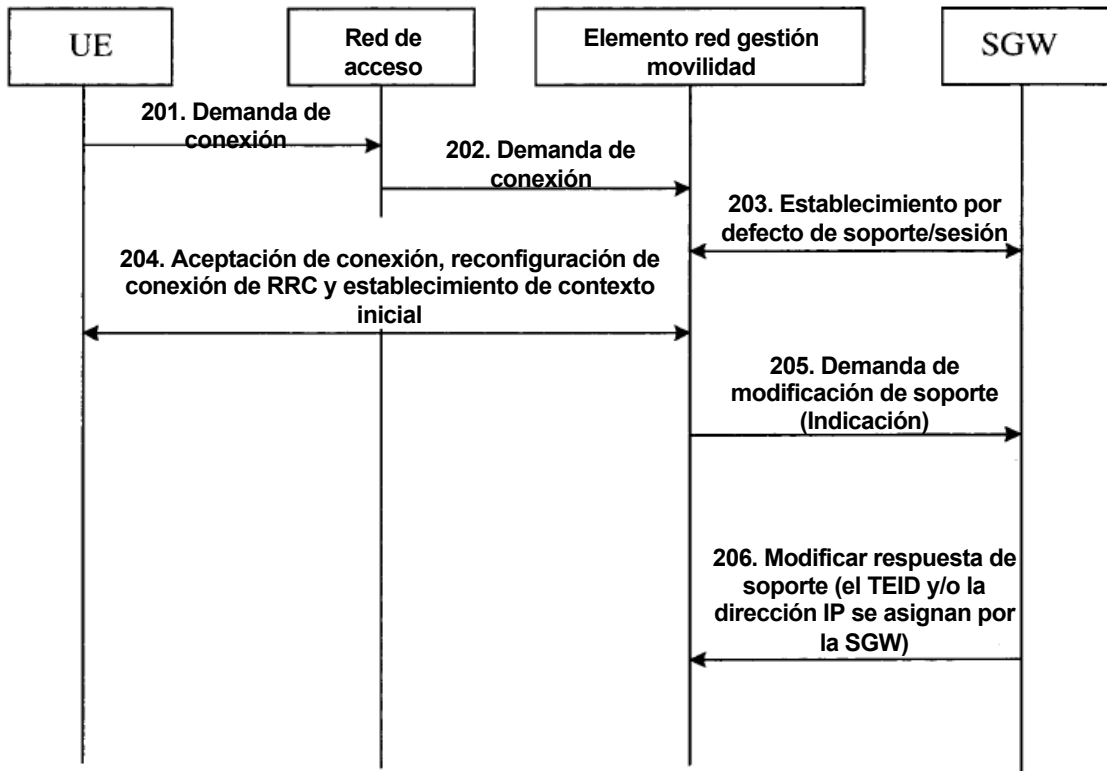 UE
Red de
acceso
Elemento red gestión
movilidad
SGW
201. Demanda de
conexión
202. Demanda de
conexión
203. Establecimiento por
defecto de soporte/sesión
204. Aceptación de conexión, reconfiguración de
conexión de RRC y establecimiento de contexto
inicial
205. Demanda de
modificación de soporte
(Indicación)
206. Modificar respuesta de
soporte (el TEID y/o la
dirección IP se asignan por
la SGW)